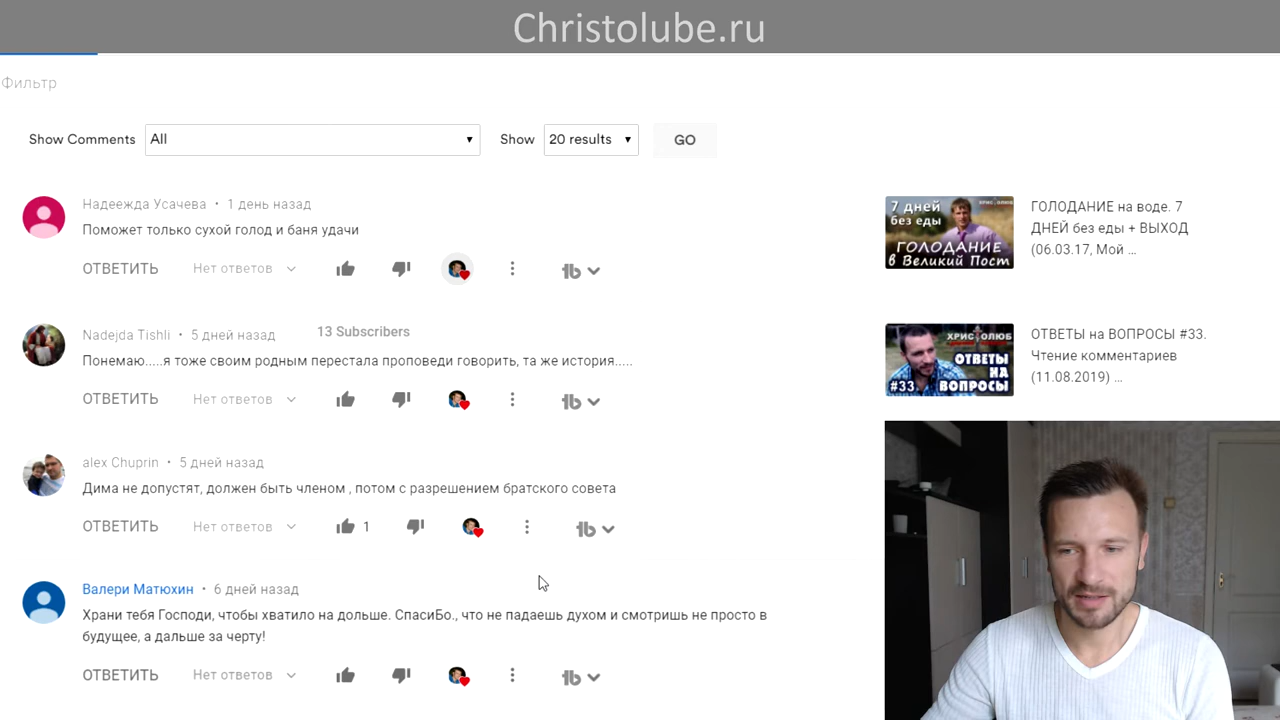 Christolube.ru
Фильтр
Show Comments All Show 20 results GO
Надеежда Усачева • 1 день назад
Поможет только сухой голод и баня удачи
ОТВЕТИТЬ Нет ответов
Nadejda Tishli • 5 дней назад 13 Subscribers
Понемаю.....я тоже своим родным перестала проповеди говорить, та же история.....
ОТВЕТИТЬ Нет ответов
alex Chuprin • 5 дней назад
Дима не допустят, должен быть членом , потом с разрешением братского совета
ОТВЕТИТЬ Нет ответов 1
Валери Матюхин • 6 дней назад
Храни тебя Господи, чтобы хватило на дольше. СпасиБо., что не падаешь духом и смотришь не просто в
будущее, а дальше за черту!
ОТВЕТИТЬ Нет ответов
7 дней
без еды
ГОЛОДАНИЕ
в Великий Пост
ГОЛОДАНИЕ на воде. 7
ДНЕЙ без еды + ВЫХОД
(06.03.17, Мой ...
ХРИСТОЛЮБ
ОТВЕТЫ
НА
ВОПРОСЫ
#33
ОТВЕТЫ на ВОПРОСЫ #33.
Чтение комментариев
(11.08.2019) ...